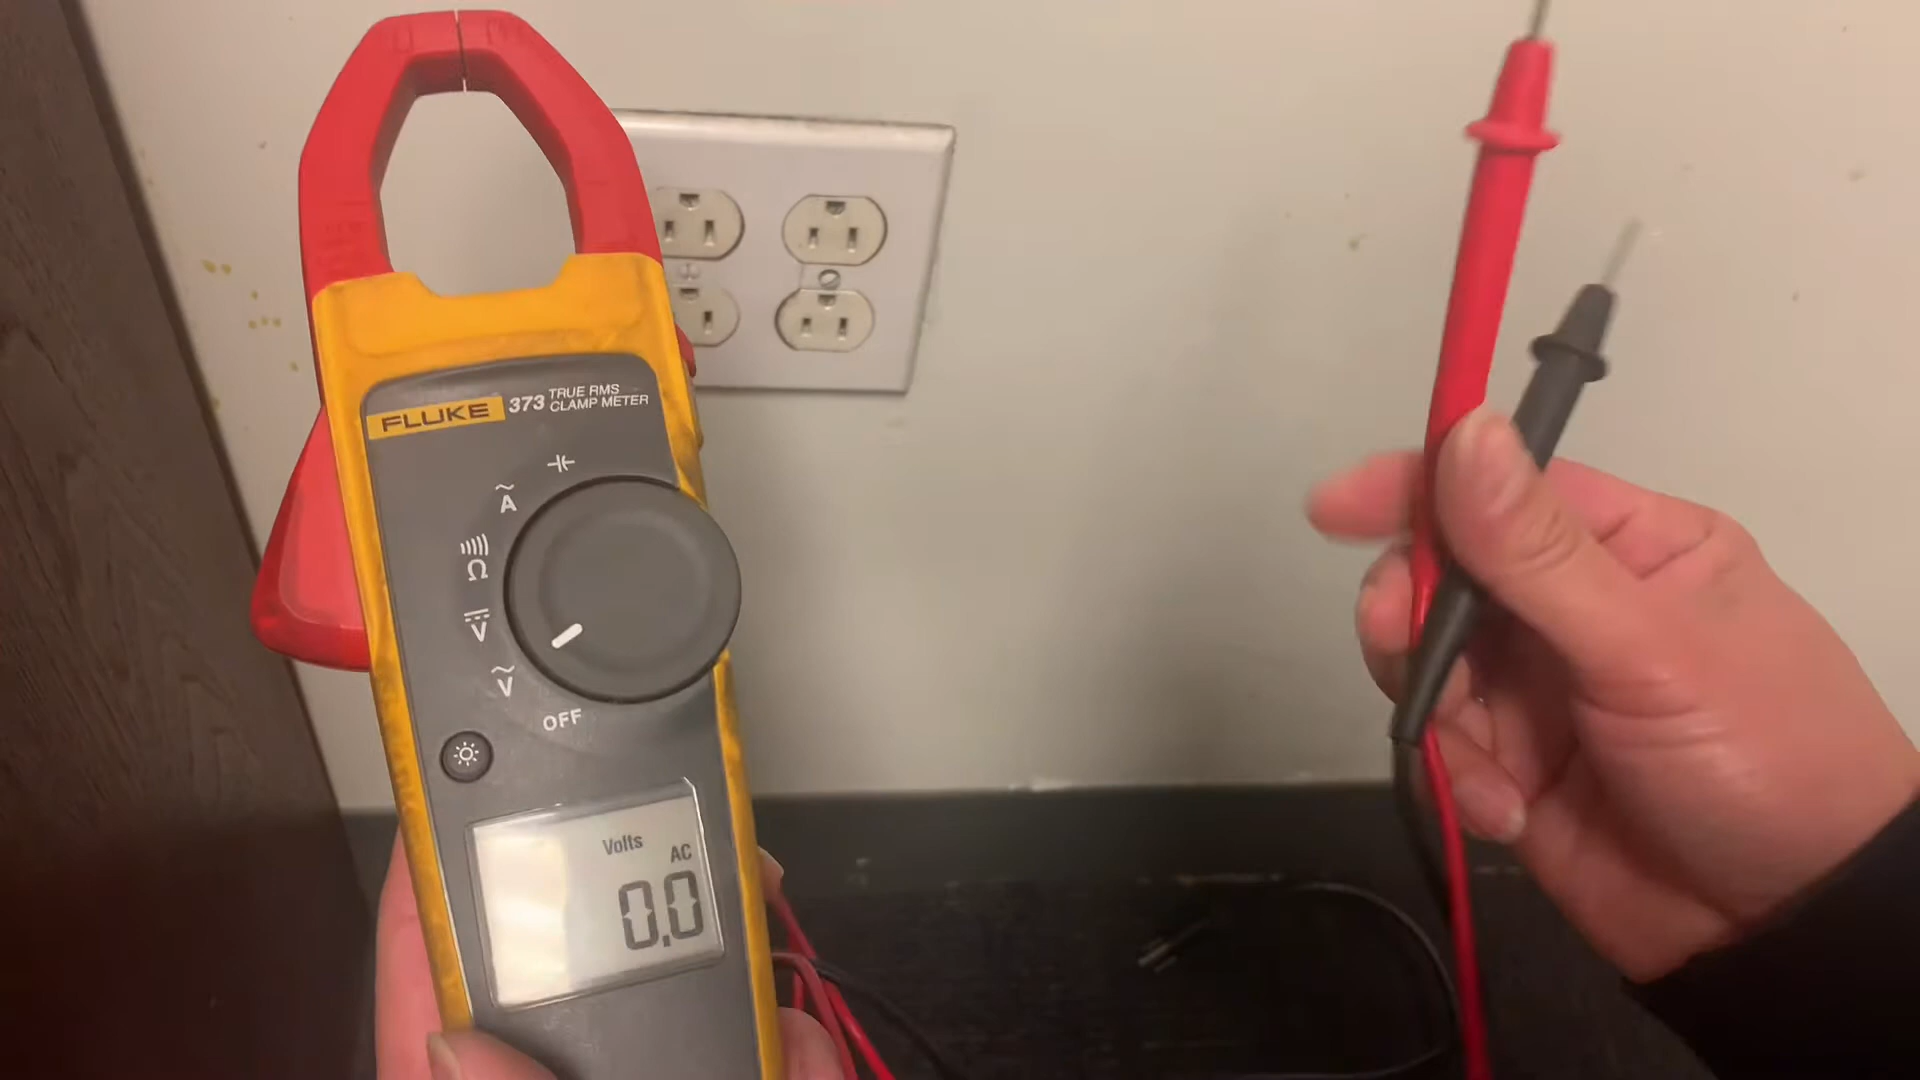 FLUKE 373 TRUE RMS
CLAMP METER
A
Ω
V
V
OFF
Volts
AC
0.0